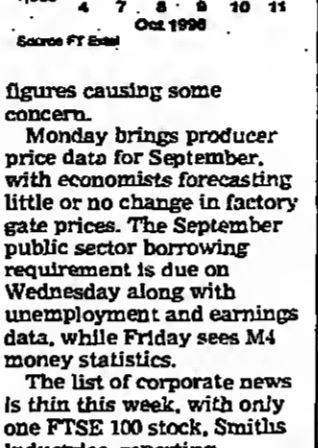 4 7 8 9 10 11
Oct 1996
Source FT Extel
figures causing some
concern.
Monday brings producer
price data for September,
with economists forecasting
little or no change in factory
gate prices. The September
public sector borrowing
requirement is due on
Wednesday along with
unemployment and earnings
data, while Friday sees M4
money statistics.
The list of corporate news
is thin this week, with only
one FTSE 100 stock, Smiths
Industries, reporting